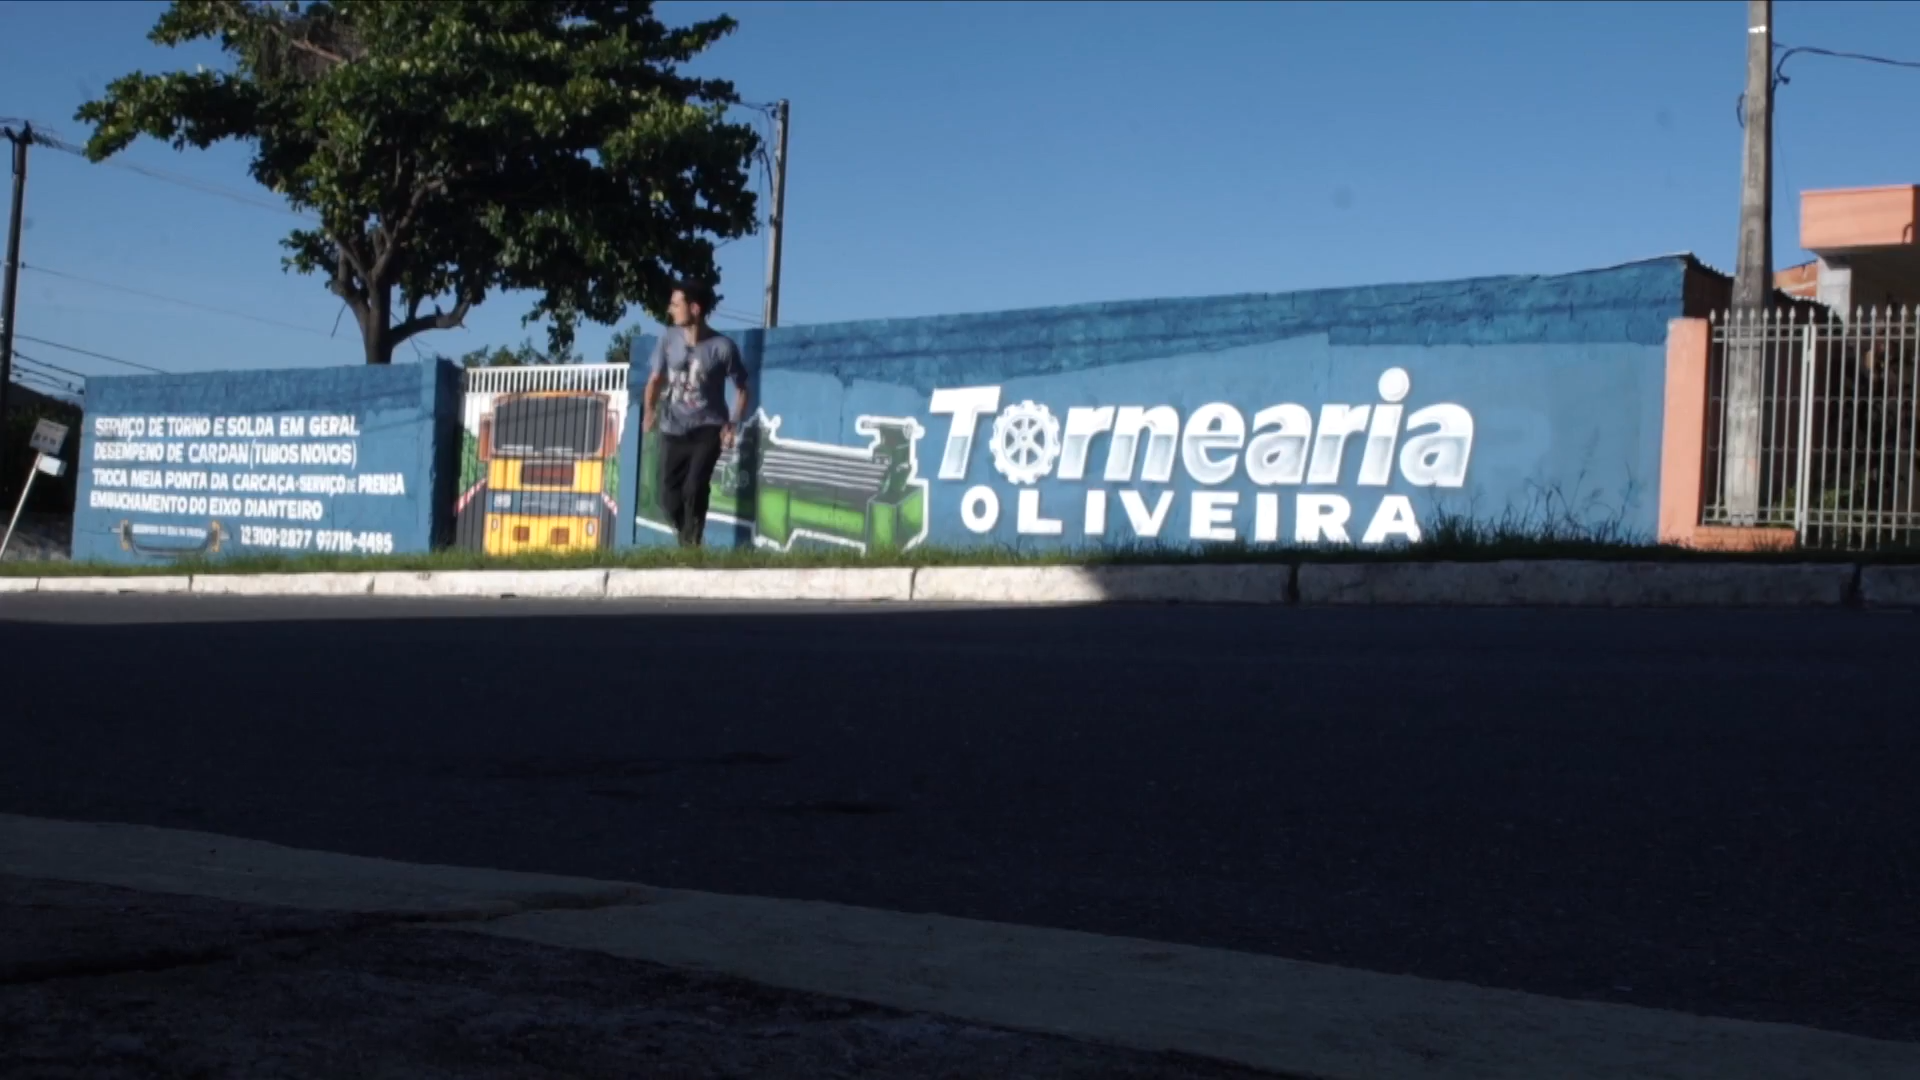 SERVIÇO DE TORNO E SOLDA EM GERAL
DESEMPENO DE CARDAN (TUBOS NOVOS)
TROCA MEIA PONTA DA CARCAÇA • SERVIÇO DE PRENSA
EMBUCHAMENTO DO EIXO DIANTEIRO
12 3101-2877 99718-4485
Tornearia
OLIVEIRA